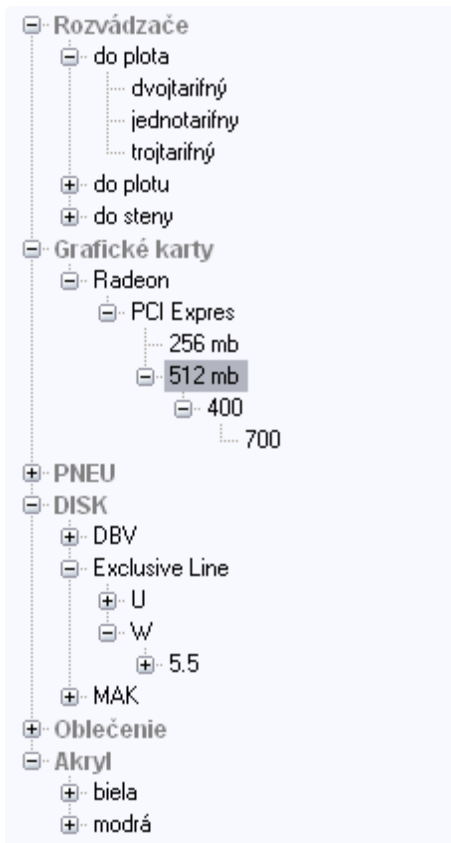 Rozvádzače
do plota
dvojtarifný
jednotarifny
trojtarifný
do plotu
do steny
Grafické karty
Radeon
PCI Expres
256 mb
512 mb
400
700
PNEU
DISK
DBV
Exclusive Line
U
W
5.5
MAK
Oblečenie
Akryl
biela
modrá